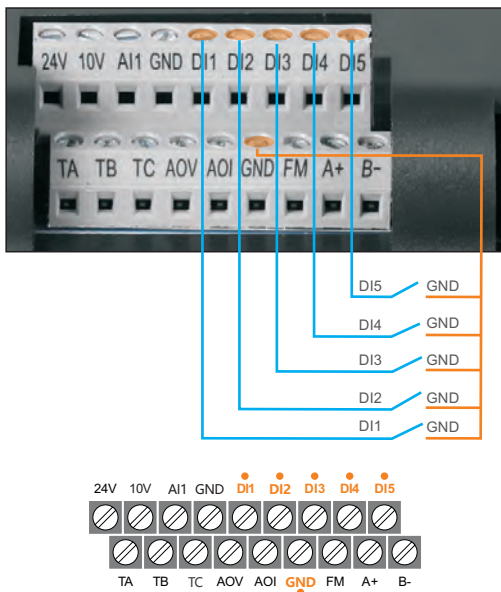 24V 10V AI1 GND DI1 DI2 DI3 DI4 DI5
TA TB TC AOV AOI GND FM A+ B-
DI5 GND
DI4 GND
DI3 GND
DI2 GND
DI1 GND
24V 10V AI1 GND DI1 DI2 DI3 DI4 DI5
TA TB TC AOV AOI GND FM A+ B-